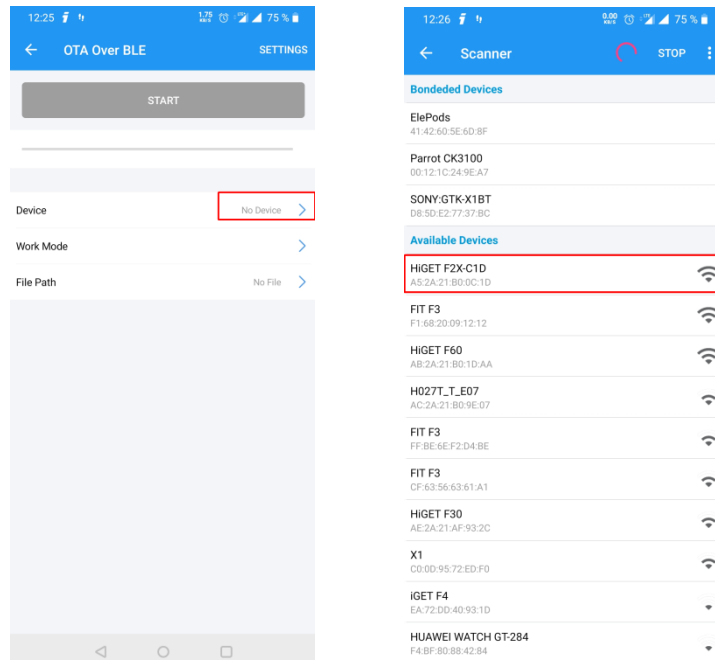 12:25 1.75 KB/S 75 %
OTA Over BLE SETTINGS
START
Device No Device
Work Mode
File Path No File
12:26 0.00 KB/S 75 %
Scanner STOP
Bondeded Devices
ElePods
41:42:60:5E:6D:8F
Parrot CK3100
00:12:1C:24:9E:A7
SONY:GTK-X1BT
D8:5D:E2:77:37:BC
Available Devices
HiGET F2X-C1D
A5:2A:21:B0:0C:1D
FIT F3
F1:68:20:09:12:12
HiGET F60
AB:2A:21:B0:1D:AA
H027T_T_E07
AC:2A:21:B0:9E:07
FIT F3
FF:BE:6E:F2:D4:BE
FIT F3
CF:63:56:63:61:A1
HiGET F30
AE:2A:21:AF:93:2C
X1
C0:0D:95:72:ED:F0
iGET F4
EA:72:DD:40:93:1D
HUAWEI WATCH GT-284
F4:BF:80:88:42:84